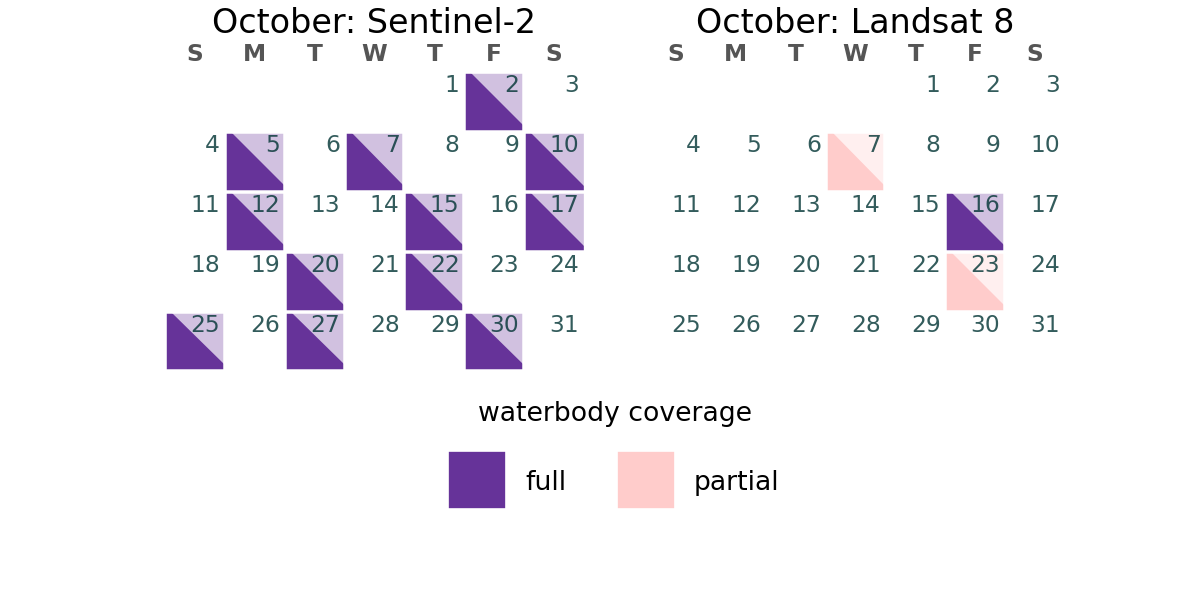 October: Sentinel-2
S M T W T F S
1 2 3
4 5 6 7 8 9 10
11 12 13 14 15 16 17
18 19 20 21 22 23 24
25 26 27 28 29 30 31
October: Landsat 8
S M T W T F S
1 2 3
4 5 6 7 8 9 10
11 12 13 14 15 16 17
18 19 20 21 22 23 24
25 26 27 28 29 30 31
waterbody coverage
full partial